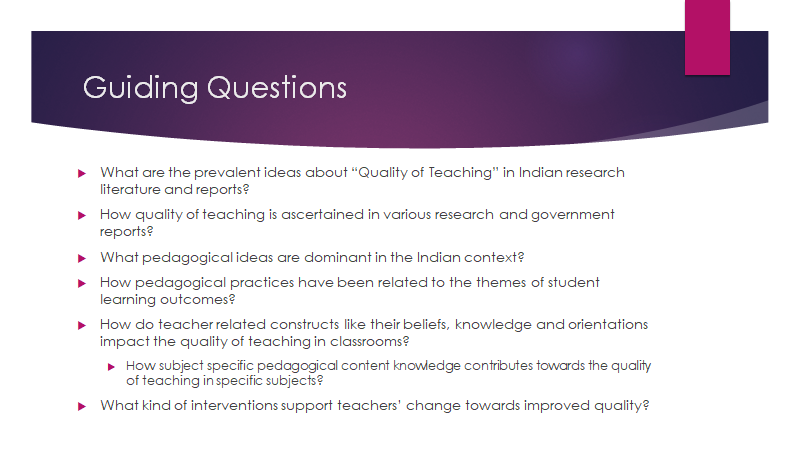 Guiding Questions
What are the prevalent ideas about “Quality of Teaching” in Indian research
literature and reports?
How quality of teaching is ascertained in various research and government
reports?
What pedagogical ideas are dominant in the Indian context?
How pedagogical practices have been related to the themes of student
learning outcomes?
How do teacher related constructs like their beliefs, knowledge and orientations
impact the quality of teaching in classrooms?
How subject specific pedagogical content knowledge contributes towards the quality
of teaching in specific subjects?
What kind of interventions support teachers’ change towards improved quality?